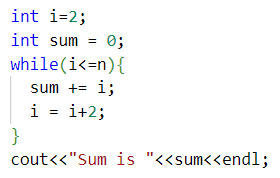 int i=2;
int sum = 0;
while(i<=n){
  sum += i;
  i = i+2;
}
cout<<"Sum is "<<sum<<endl;